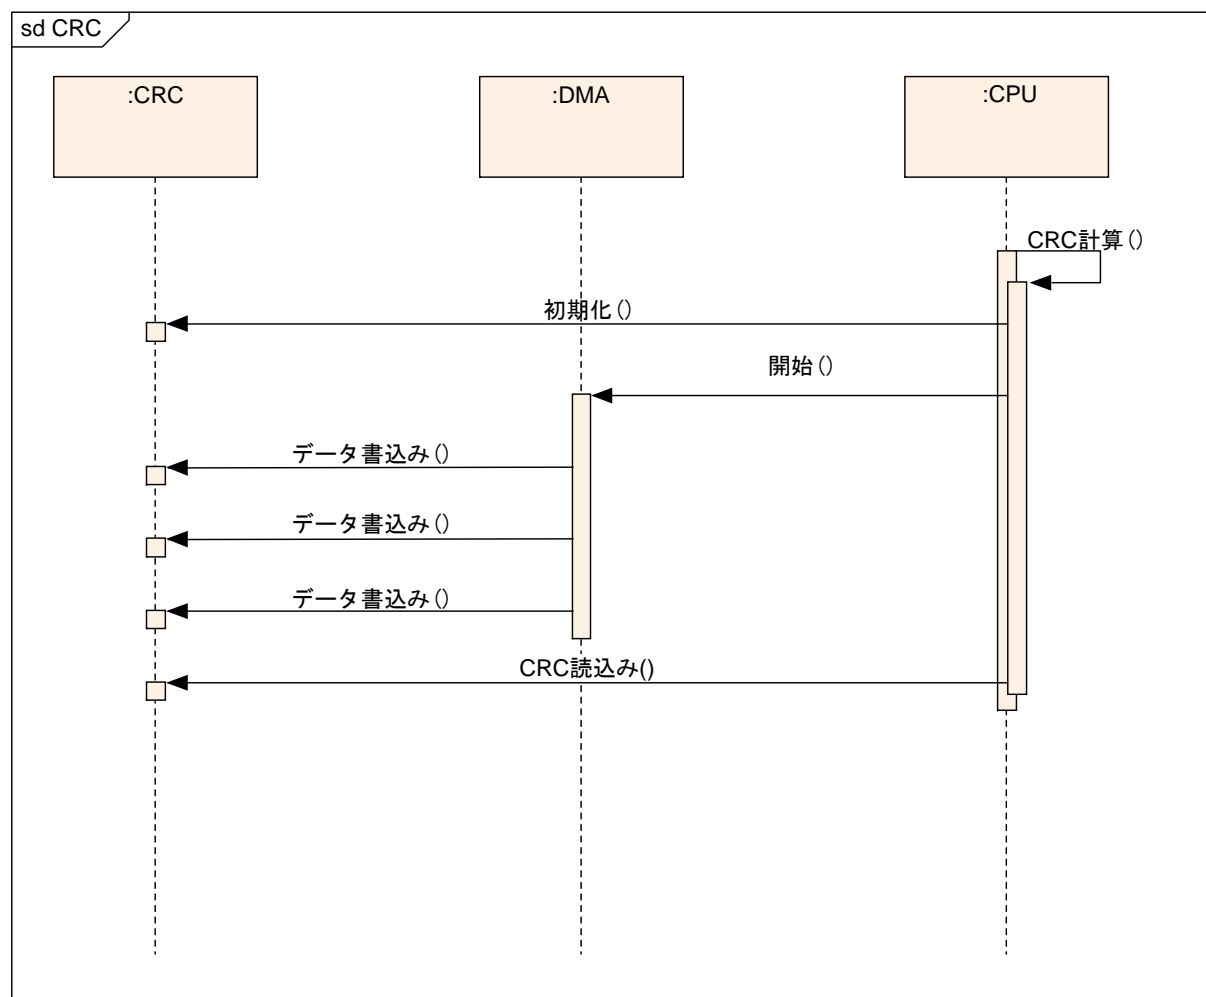 sd CRC
:CRC
:DMA
:CPU
CRC計算()
初期化()
開始()
データ書込み()
データ書込み()
データ書込み()
CRC読込み()